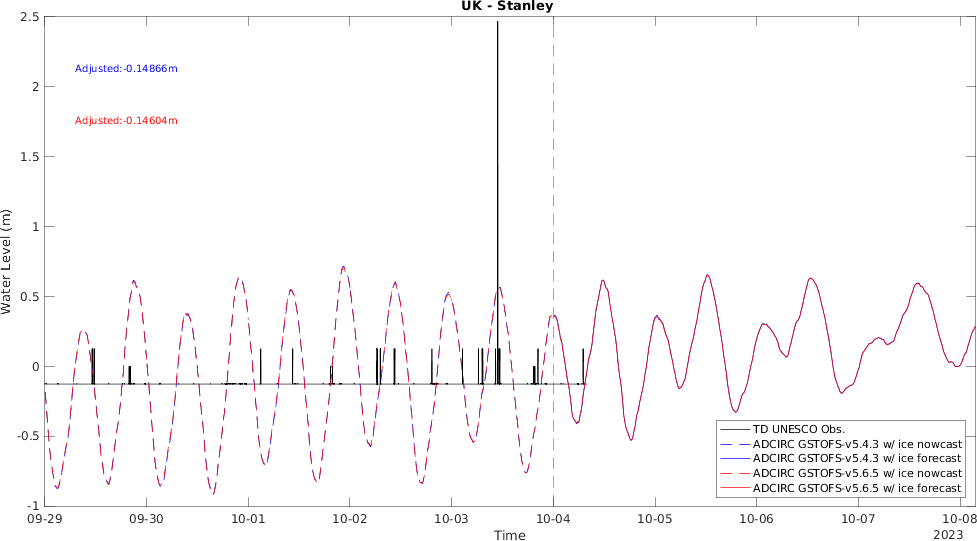 UK - Stanley
2.5
2
1.5
1
0.5
0
-0.5
-1
Water Level (m)
Adjusted:-0.14866m
Adjusted:-0.14604m
TD UNESCO Obs.
ADCIRC GSTOFS-v5.4.3 w/ ice nowcast
ADCIRC GSTOFS-v5.4.3 w/ ice forecast
ADCIRC GSTOFS-v5.6.5 w/ ice nowcast
ADCIRC GSTOFS-v5.6.5 w/ ice forecast
09-29 09-30 10-01 10-02 10-03 10-04 10-05 10-06 10-07 10-08
Time
2023